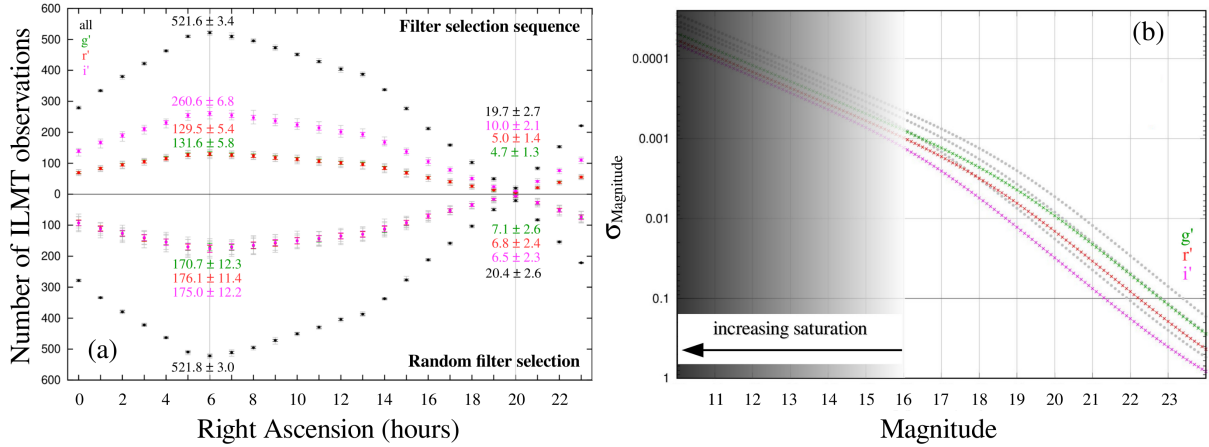 Number of ILMT observations
600
500
400
300
200
100
0
100
200
300
400
500
600
all
g'
r'
i'
521.6 ± 3.4
Filter selection sequence
260.6 ± 6.8
129.5 ± 5.4
131.6 ± 5.8
19.7 ± 2.7
10.0 ± 2.1
5.0 ± 1.4
4.7 ± 1.3
170.7 ± 12.3
176.1 ± 11.4
175.0 ± 12.2
7.1 ± 2.6
6.8 ± 2.4
6.5 ± 2.3
20.4 ± 2.6
(a)
521.8 ± 3.0
Random filter selection
0 2 4 6 8 10 12 14 16 18 20 22
Right Ascension (hours)
σMagnitude
0.0001
0.001
0.01
0.1
1
(b)
g'
r'
i'
increasing saturation
11 12 13 14 15 16 17 18 19 20 21 22 23
Magnitude